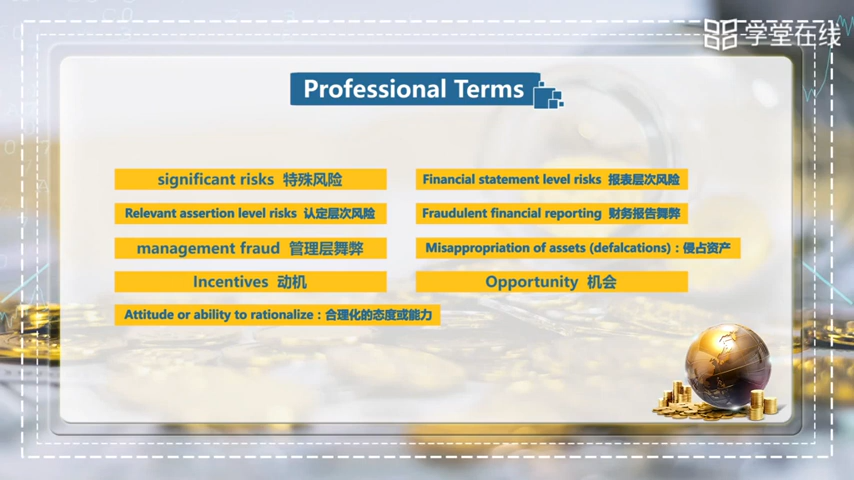 学堂在线
Professional Terms
significant risks 特殊风险
Financial statement level risks 报表层次风险
Relevant assertion level risks 认定层次风险
Fraudulent financial reporting 财务报告舞弊
management fraud 管理层舞弊
Misappropriation of assets (defalcations)：侵占资产
Incentives 动机
Opportunity 机会
Attitude or ability to rationalize：合理化的态度或能力